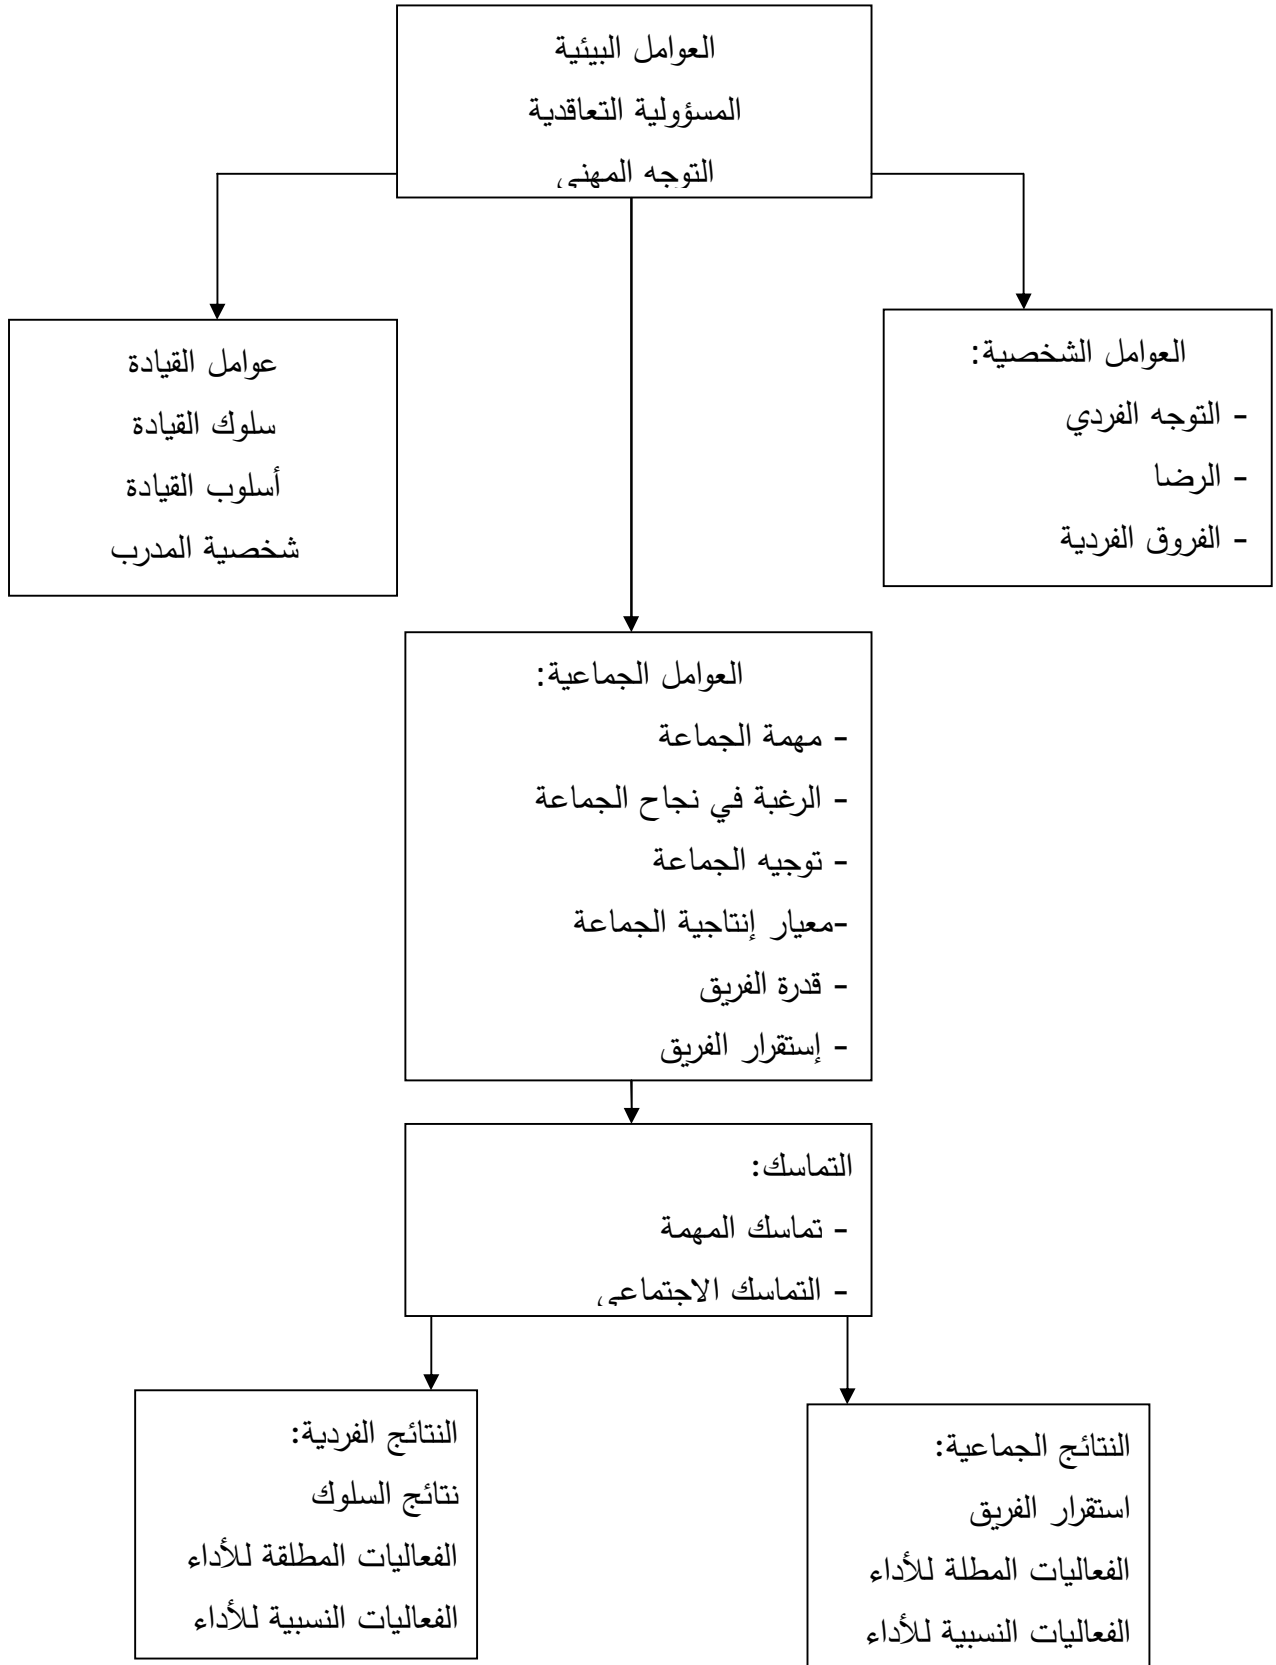 العوامل البيئية
المسؤولية التعاقدية
التوجه المهني
العوامل الشخصية:
- التوجه الفردي
- الرضا
- الفروق الفردية
عوامل القيادة
سلوك القيادة
أسلوب القيادة
شخصية المدرب
العوامل الجماعية:
- مهمة الجماعة
- الرغبة في نجاح الجماعة
- توجيه الجماعة
-معيار إنتاجية الجماعة
- قدرة الفريق
- إستقرار الفريق
التماسك:
- تماسك المهمة
- التماسك الاجتماعي
النتائج الجماعية:
استقرار الفريق
الفعاليات المطلة للأداء
الفعاليات النسبية للأداء
النتائج الفردية:
نتائج السلوك
الفعاليات المطلقة للأداء
الفعاليات النسبية للأداء